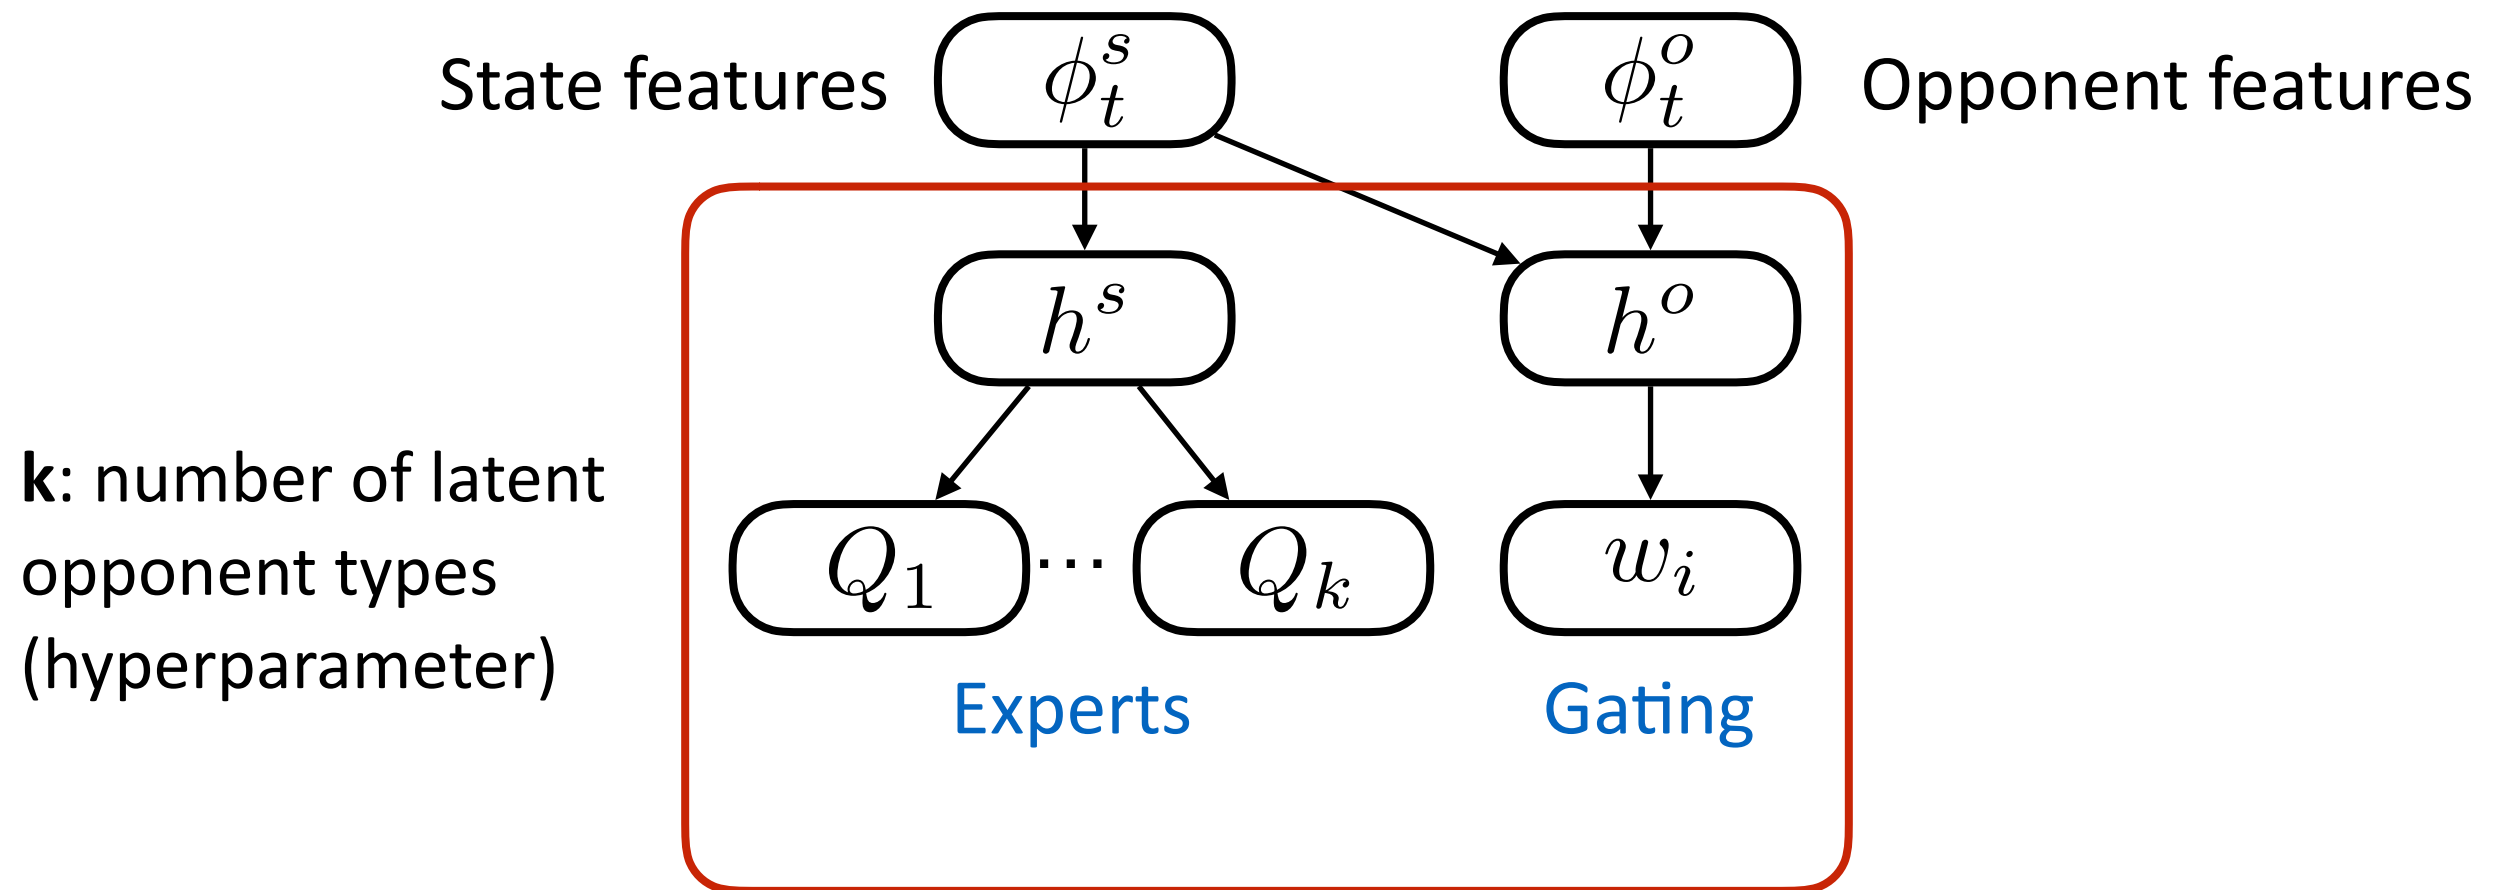 State features
ϕ_t^s
ϕ_t^o
Opponent features
h^s
h^o
k: number of latent
opponent types
(hyperparameter)
Q_1
...
Q_k
w_i
Experts
Gating